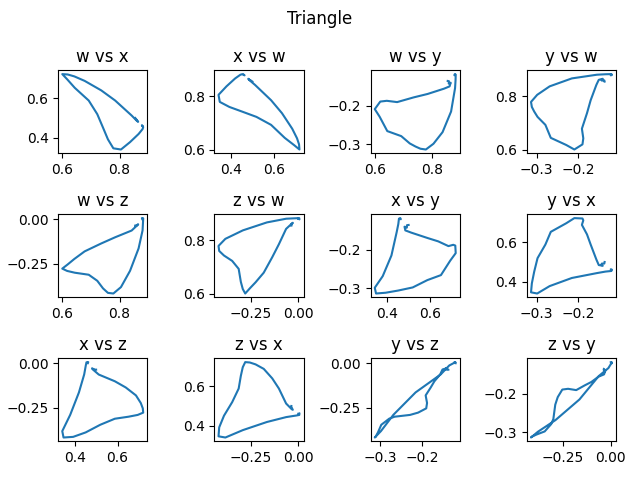 Triangle
w vs x
x vs w
w vs y
y vs w
0.6
0.4
0.6 0.8
0.8
0.6
0.4 0.6
−0.2
−0.3
0.6 0.8
0.8
0.6
−0.3 −0.2
w vs z
z vs w
x vs y
y vs x
0.00
−0.25
0.6 0.8
0.8
0.6
−0.25 0.00
−0.2
−0.3
0.4 0.6
0.6
0.4
−0.3 −0.2
x vs z
z vs x
y vs z
z vs y
0.00
−0.25
0.4 0.6
0.6
0.4
−0.25 0.00
0.00
−0.25
−0.3 −0.2
−0.2
−0.3
−0.25 0.00